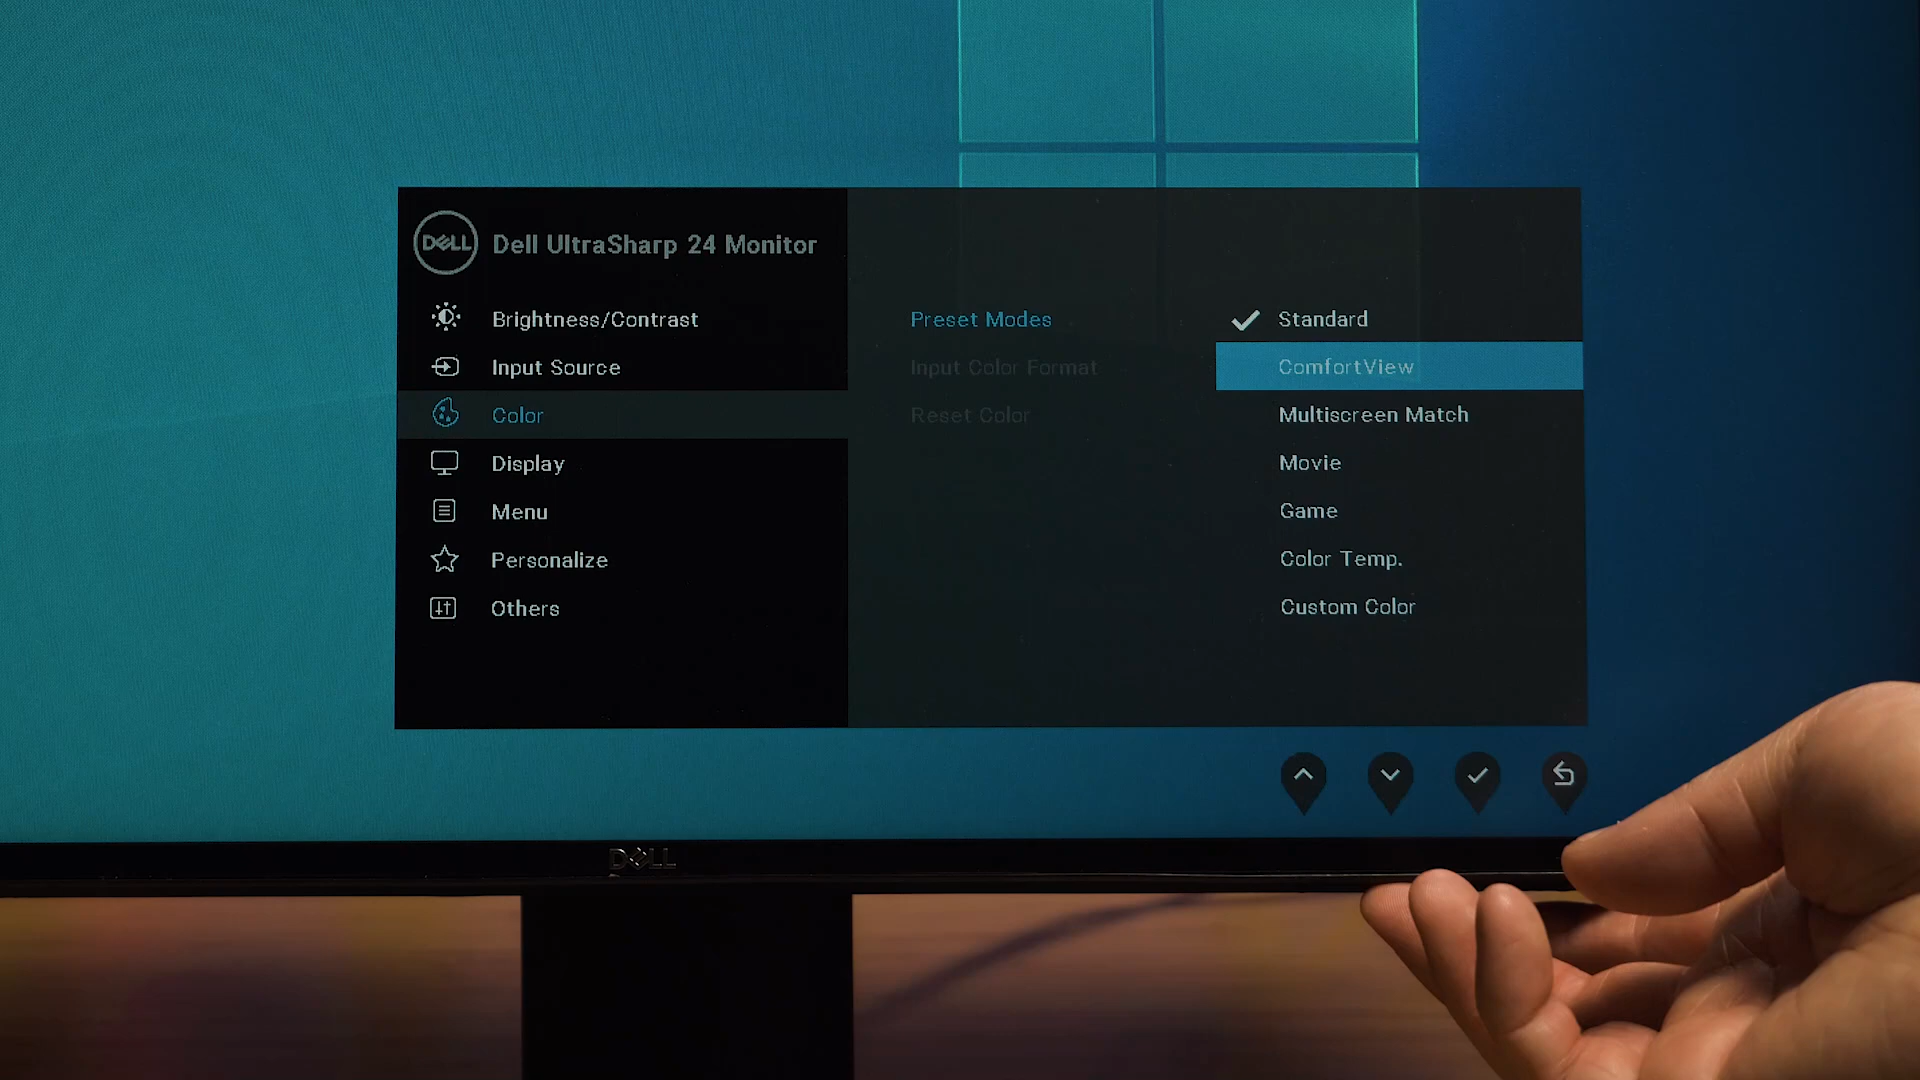 DELL
Dell UltraSharp 24 Monitor
Brightness/Contrast
Input Source
Color
Display
Menu
Personalize
Others
Preset Modes
Input Color Format
Reset Color
Standard
ComfortView
Multiscreen Match
Movie
Game
Color Temp.
Custom Color
DELL